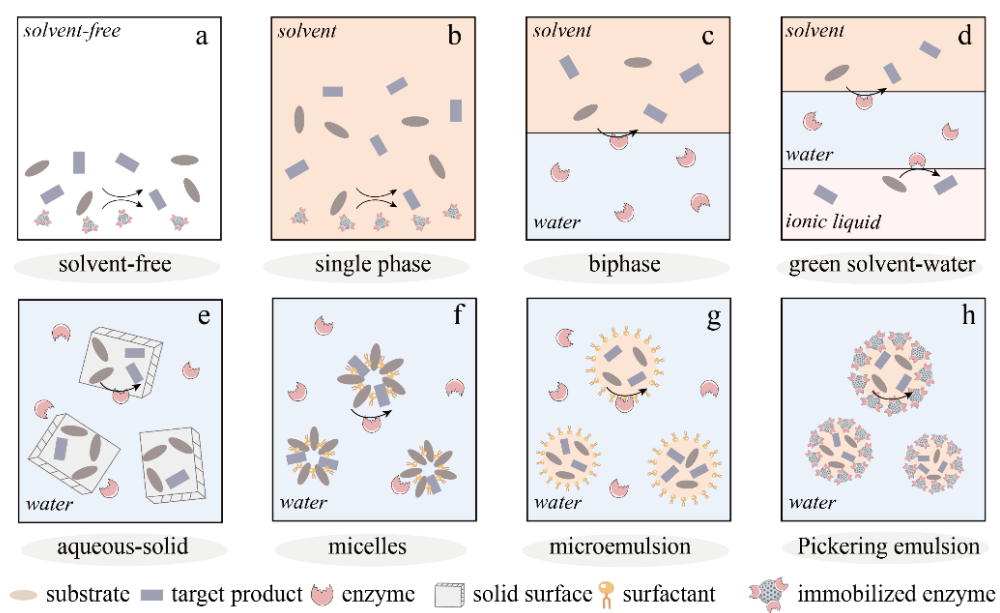 solvent-free a
solvent b
solvent c
water
solvent d
water
ionic liquid
solvent-free
single phase
biphase
green solvent-water
e
water
f
water
g
water
h
water
aqueous-solid
micelles
microemulsion
Pickering emulsion
substrate target product enzyme solid surface surfactant immobilized enzyme